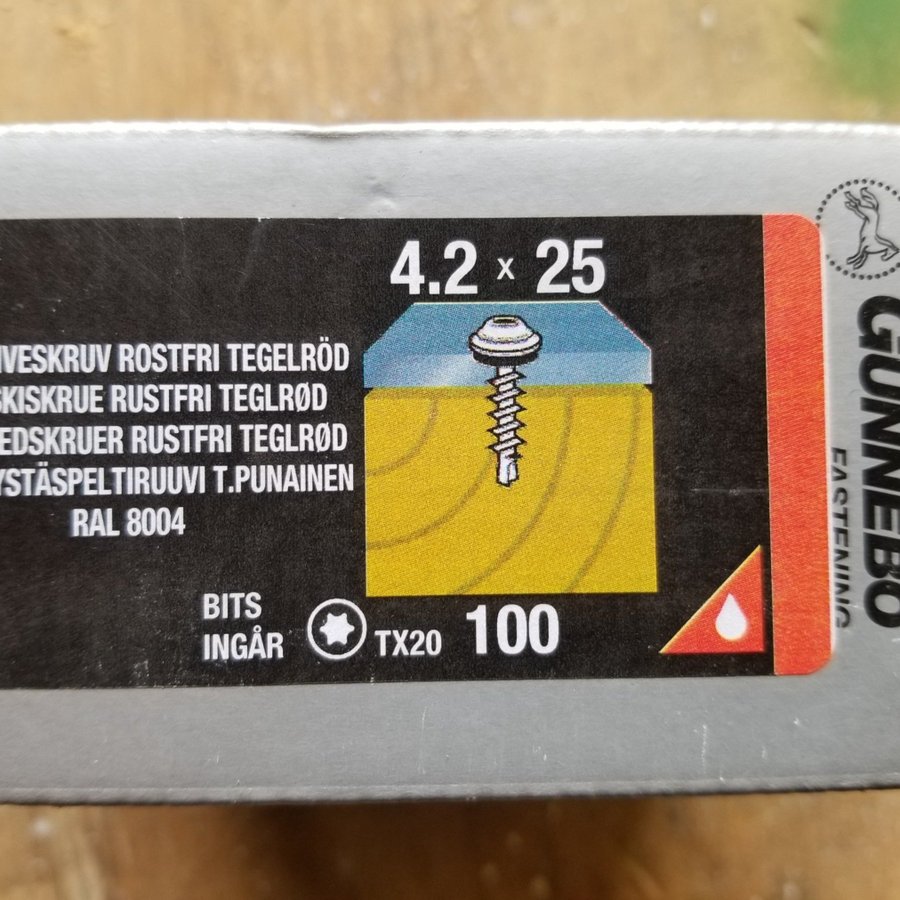 4.2 x 25
VESKRUV ROSTFRI TEGELRÖD
SKISKRUE RUSTFRI TEGLRØD
EDSKRUER RUSTFRI TEGLRØD
YSTÄSPELTIRUUVI T.PUNAINEN
RAL 8004
BITS
INGÅR
TX20 100
GUNNEBO
FASTENING